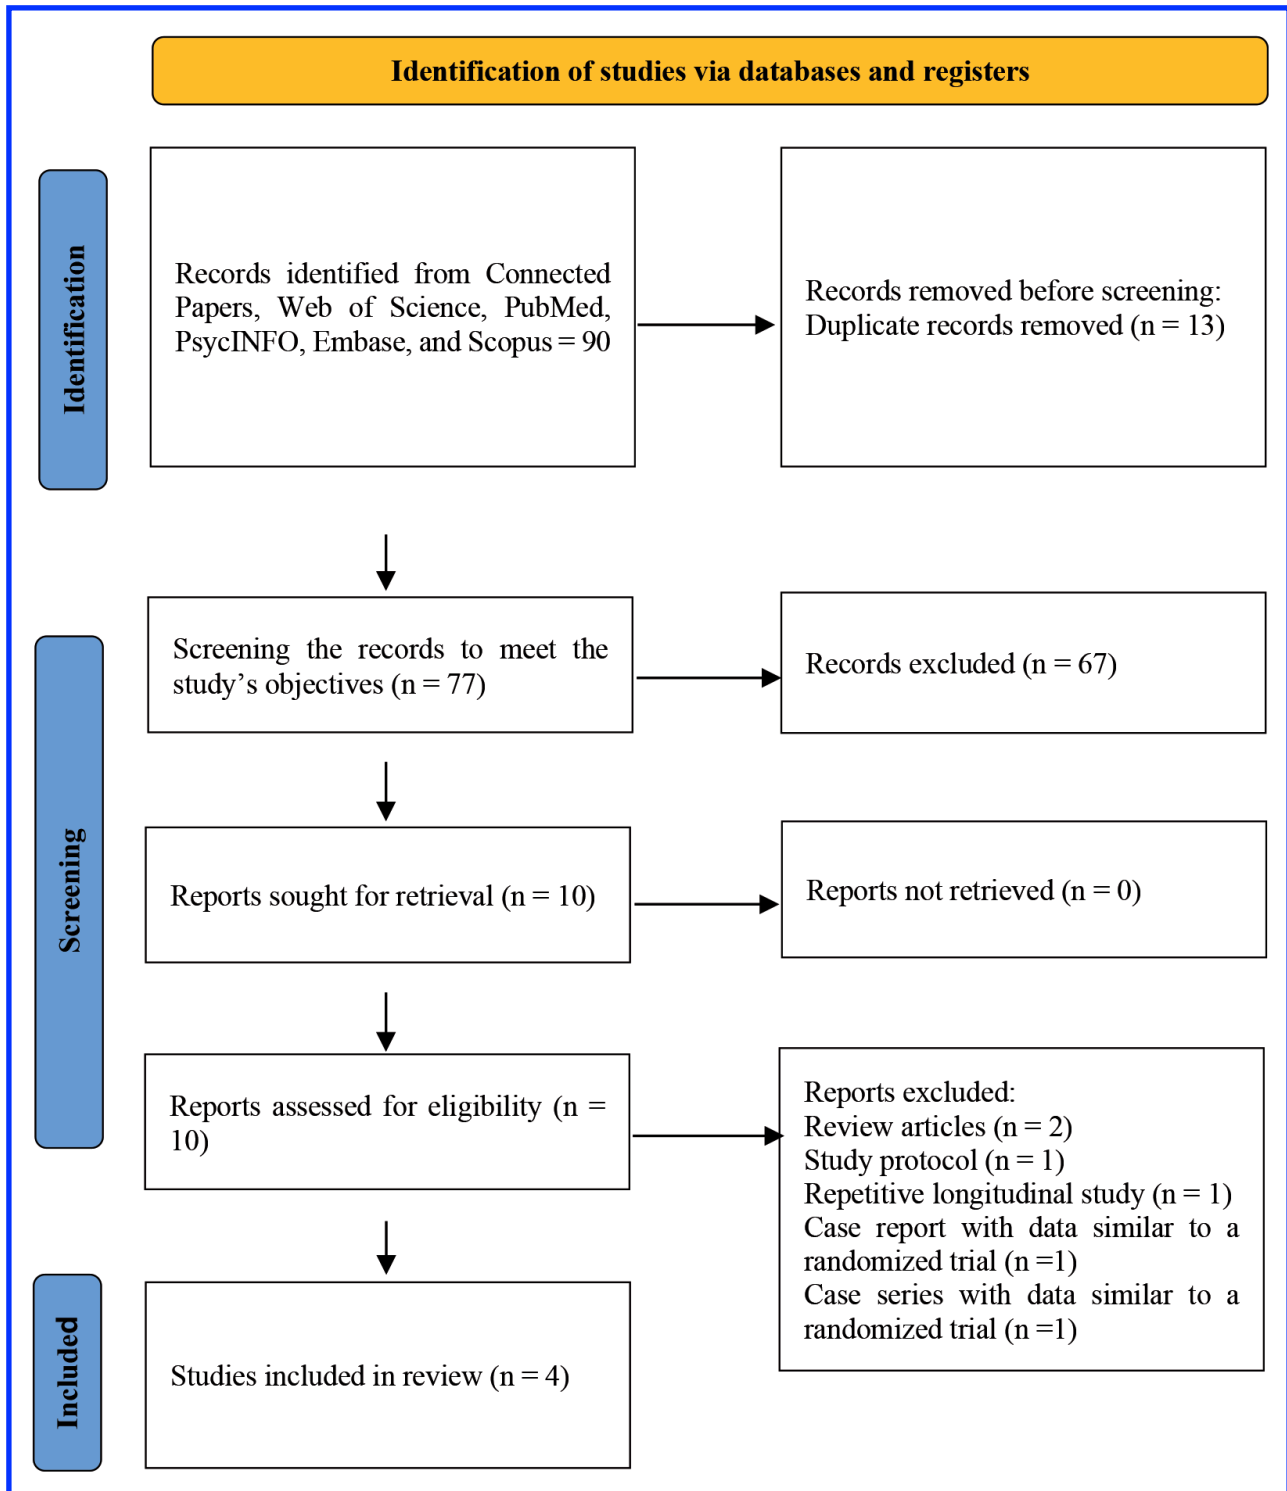 Identification of studies via databases and registers
Identification
Records identified from Connected
Papers, Web of Science, PubMed,
PsycINFO, Embase, and Scopus = 90
Records removed before screening:
Duplicate records removed (n = 13)
Screening
Screening the records to meet the
study’s objectives (n = 77)
Records excluded (n = 67)
Reports sought for retrieval (n = 10)
Reports not retrieved (n = 0)
Reports assessed for eligibility (n =
10)
Reports excluded:
Review articles (n = 2)
Study protocol (n = 1)
Repetitive longitudinal study (n = 1)
Case report with data similar to a
randomized trial (n =1)
Case series with data similar to a
randomized trial (n =1)
Included
Studies included in review (n = 4)